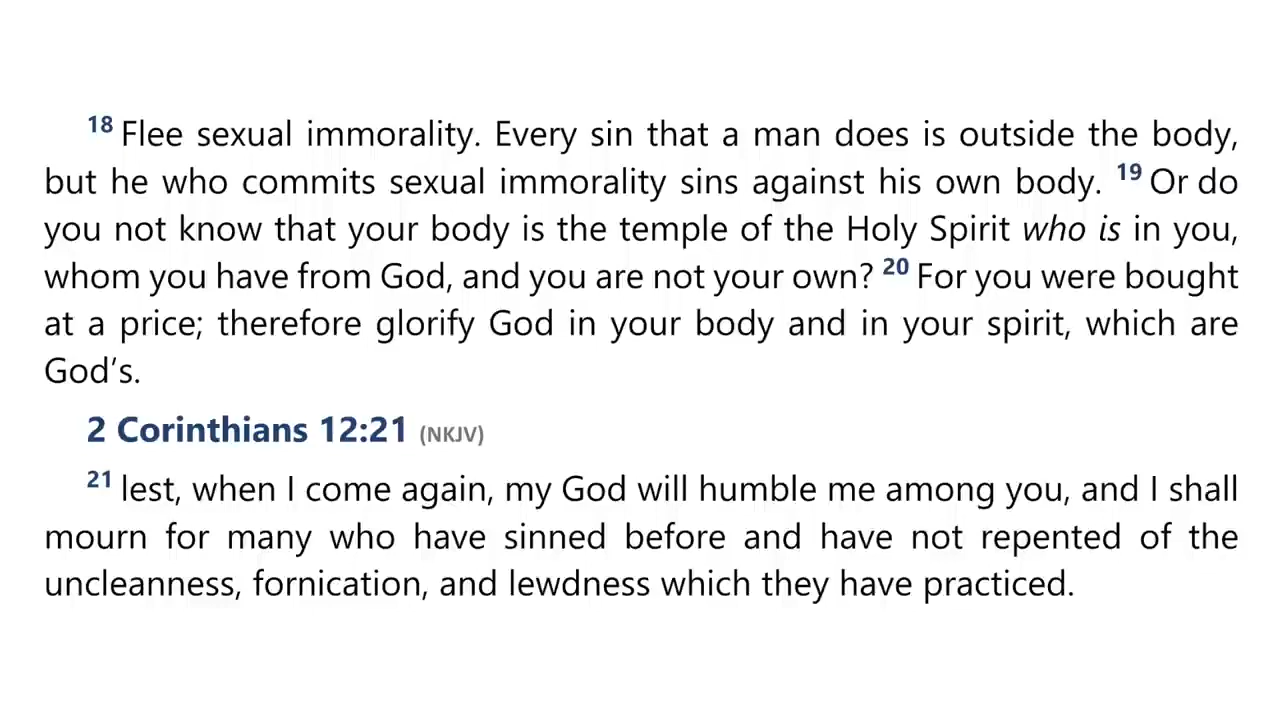 18 Flee sexual immorality. Every sin that a man does is outside the body,
but he who commits sexual immorality sins against his own body. 19 Or do
you not know that your body is the temple of the Holy Spirit who is in you,
whom you have from God, and you are not your own? 20 For you were bought
at a price; therefore glorify God in your body and in your spirit, which are
God's.
2 Corinthians 12:21 (NKJV)
21 lest, when I come again, my God will humble me among you, and I shall
mourn for many who have sinned before and have not repented of the
uncleanness, fornication, and lewdness which they have practiced.